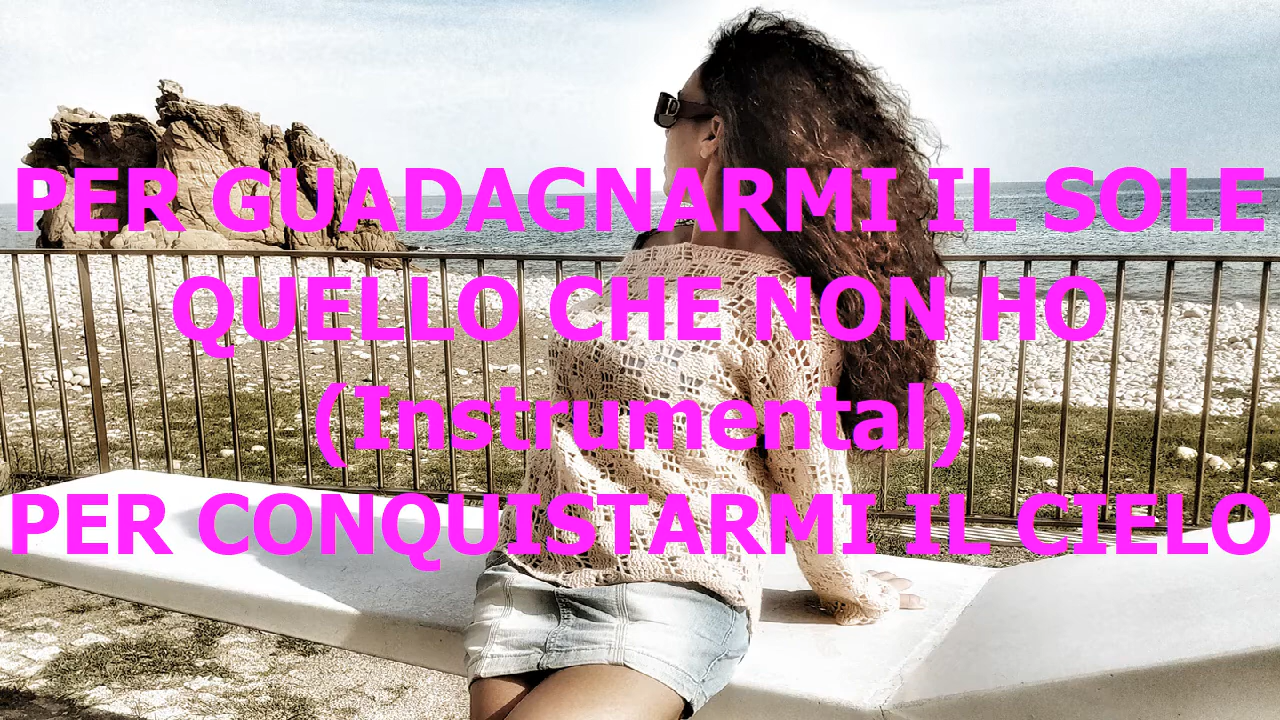 PER GUADAGNARMI IL SOLE
QUELLO CHE NON HO
(Instrumental)
PER CONQUISTARMI IL CIELO